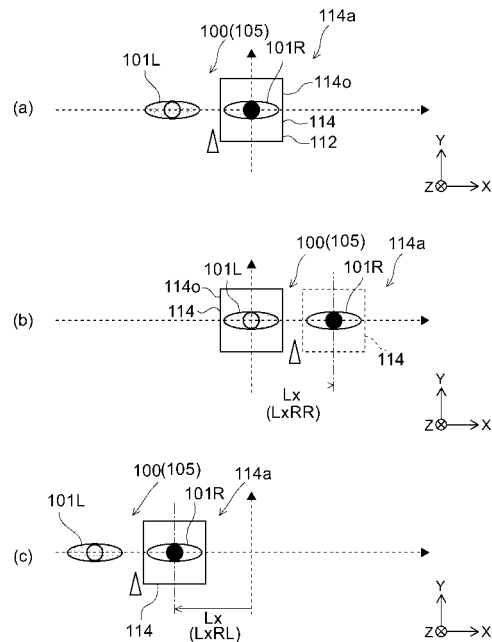 100(105)
114a
101L
101R
114o
(a)
114
112
Y
Z
X
100(105)
114a
101L
101R
114o
114
(b)
114
Lx
(LxRR)
Y
Z
X
100(105)
114a
101L
101R
(c)
114
Lx
(LxRL)
Y
Z
X